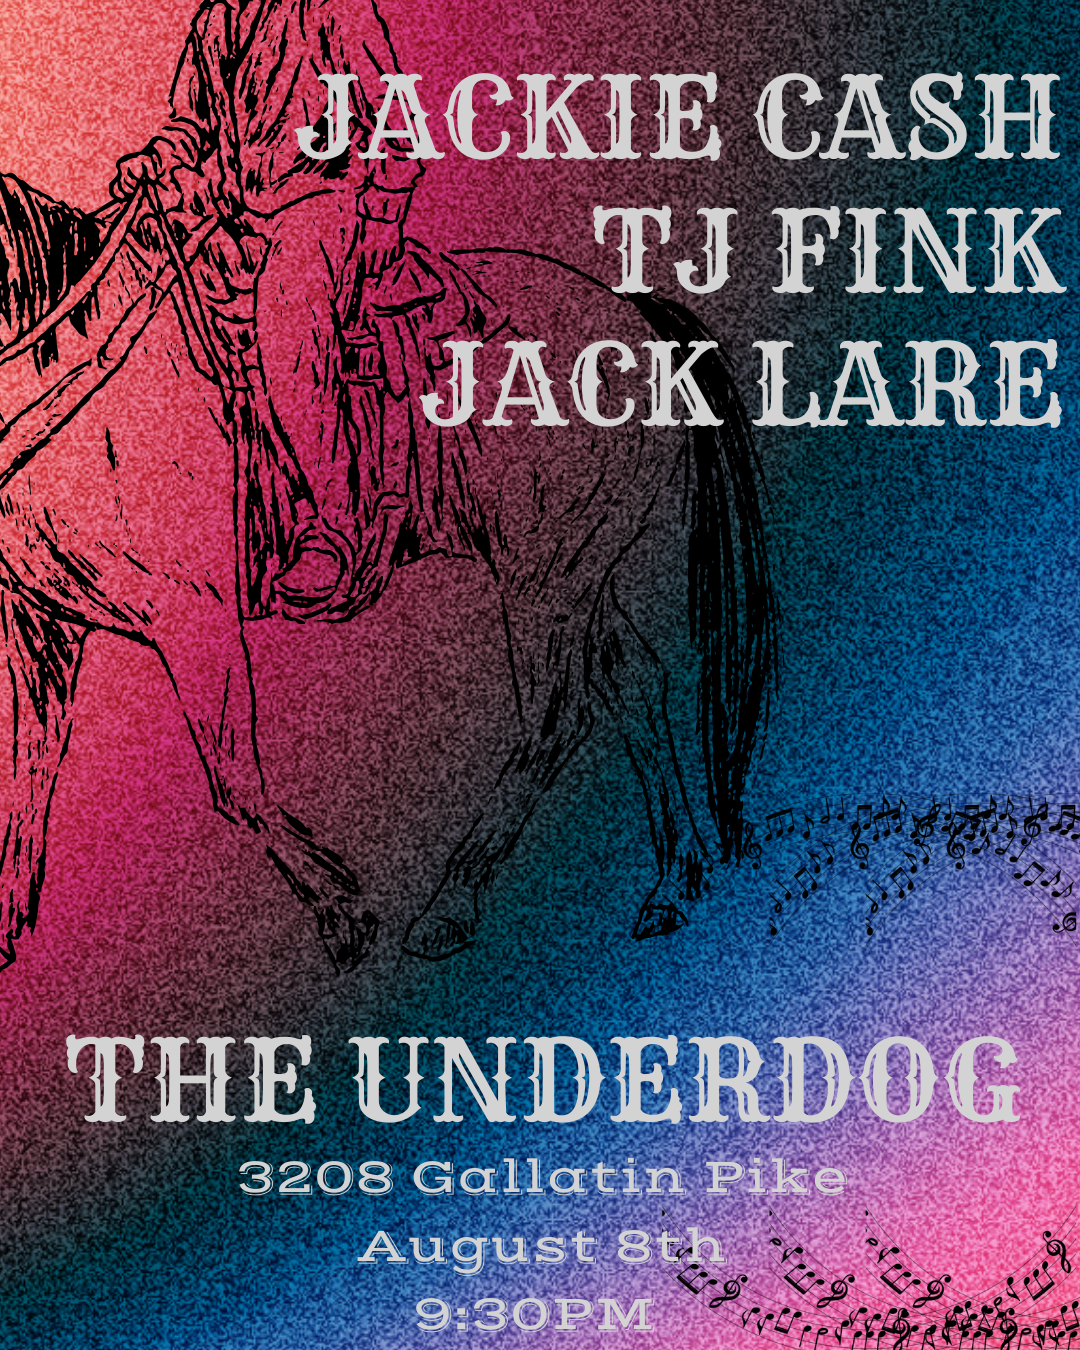 JACKIE CASH
TJ FINK
JACK LARE
THE UNDERDOG
3208 Gallatin Pike
August 8th
9:30PM